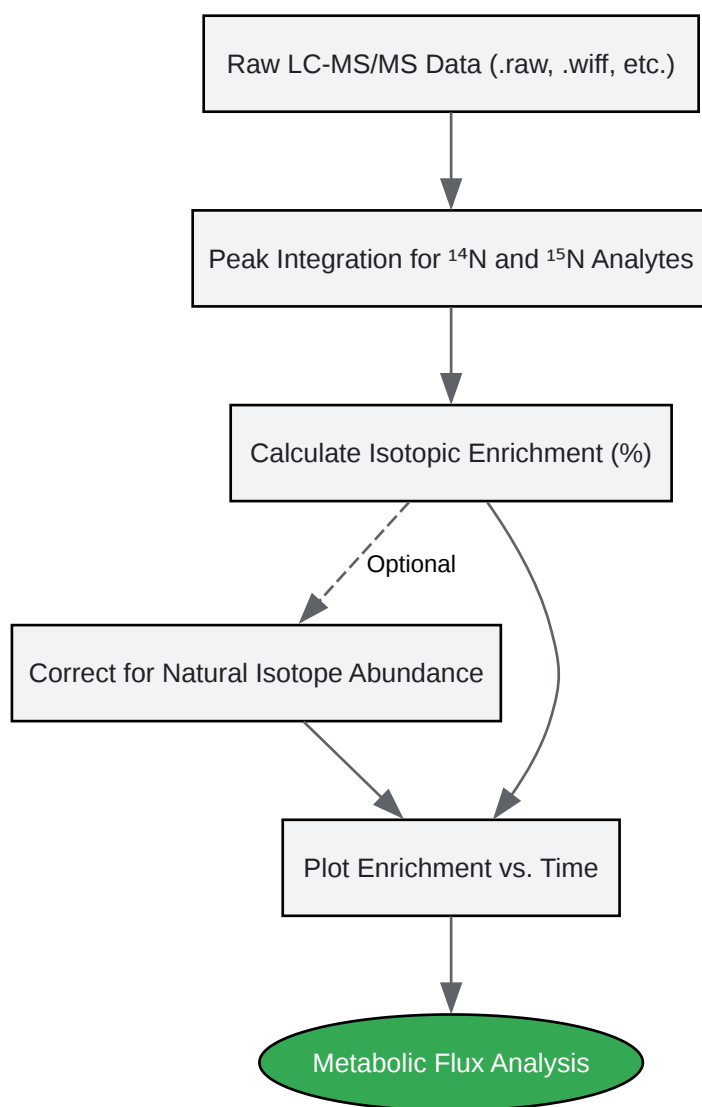 Raw LC-MS/MS Data (.raw, .wiff, etc.)
Peak Integration for ¹⁴N and ¹⁵N Analytes
Calculate Isotopic Enrichment (%)
Optional
Correct for Natural Isotope Abundance
Plot Enrichment vs. Time
Metabolic Flux Analysis